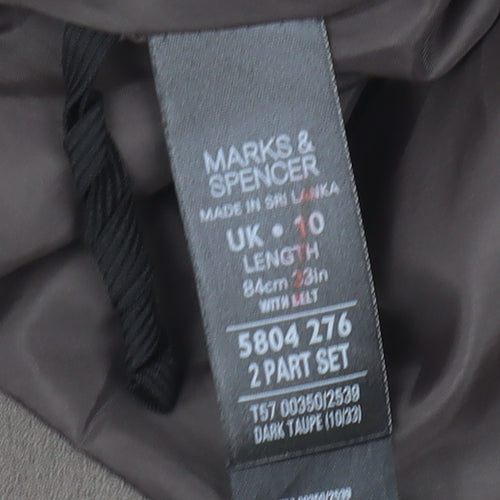 MARKS &
SPENCER
MADE IN SRI LANKA
UK • 10
LENGTH
84cm 33in
WITH BELT
5804 276
2 PART SET
T57 00350/2539
DARK TAUPE (10/33)